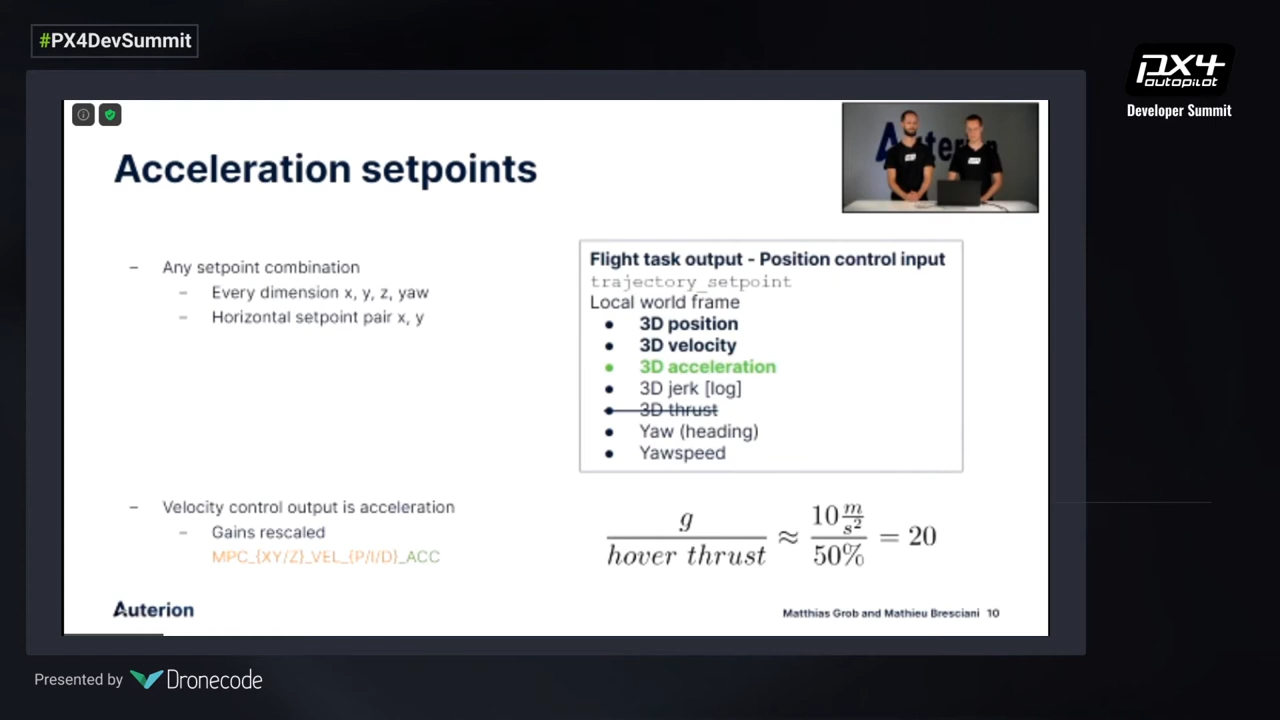 #PX4DevSummit
px4
autopilot
Developer Summit
Auterion
Acceleration setpoints
– Any setpoint combination
– Every dimension x, y, z, yaw
– Horizontal setpoint pair x, y
Flight task output - Position control input
trajectory_setpoint
Local world frame
● 3D position
● 3D velocity
● 3D acceleration
● 3D jerk [log]
● 3D thrust
● Yaw (heading)
● Yawspeed
– Velocity control output is acceleration
– Gains rescaled
MPC_{XY/Z}_VEL_{P/I/D}_ACC
g / hover thrust ≈ 10 m/s² / 50% = 20
Auterion
Matthias Grob and Mathieu Bresciani 10
Presented by Dronecode